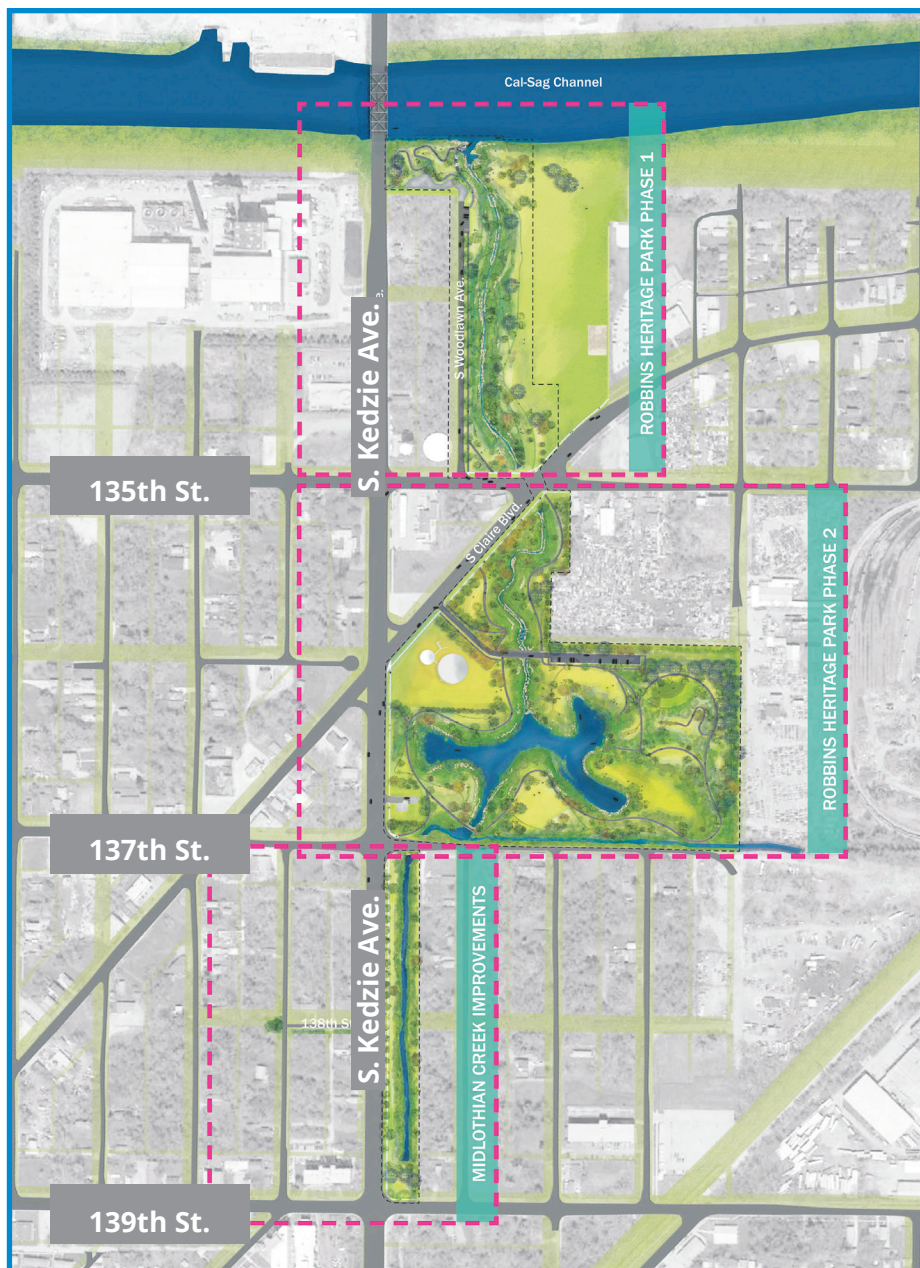 Cal-Sag Channel
ROBBINS HERITAGE PARK PHASE 1
S. Kedzie Ave.
e.
S Woodlawn Ave.
135th St.
S Claire Blvd.
ROBBINS HERITAGE PARK PHASE 2
137th St.
S. Kedzie Ave.
138th S
MIDLOTHIAN CREEK IMPROVEMENTS
139th St.